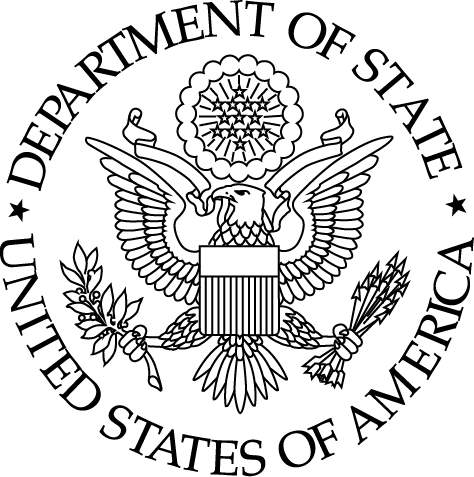 DEPARTMENT OF STATE
UNITED STATES OF AMERICA